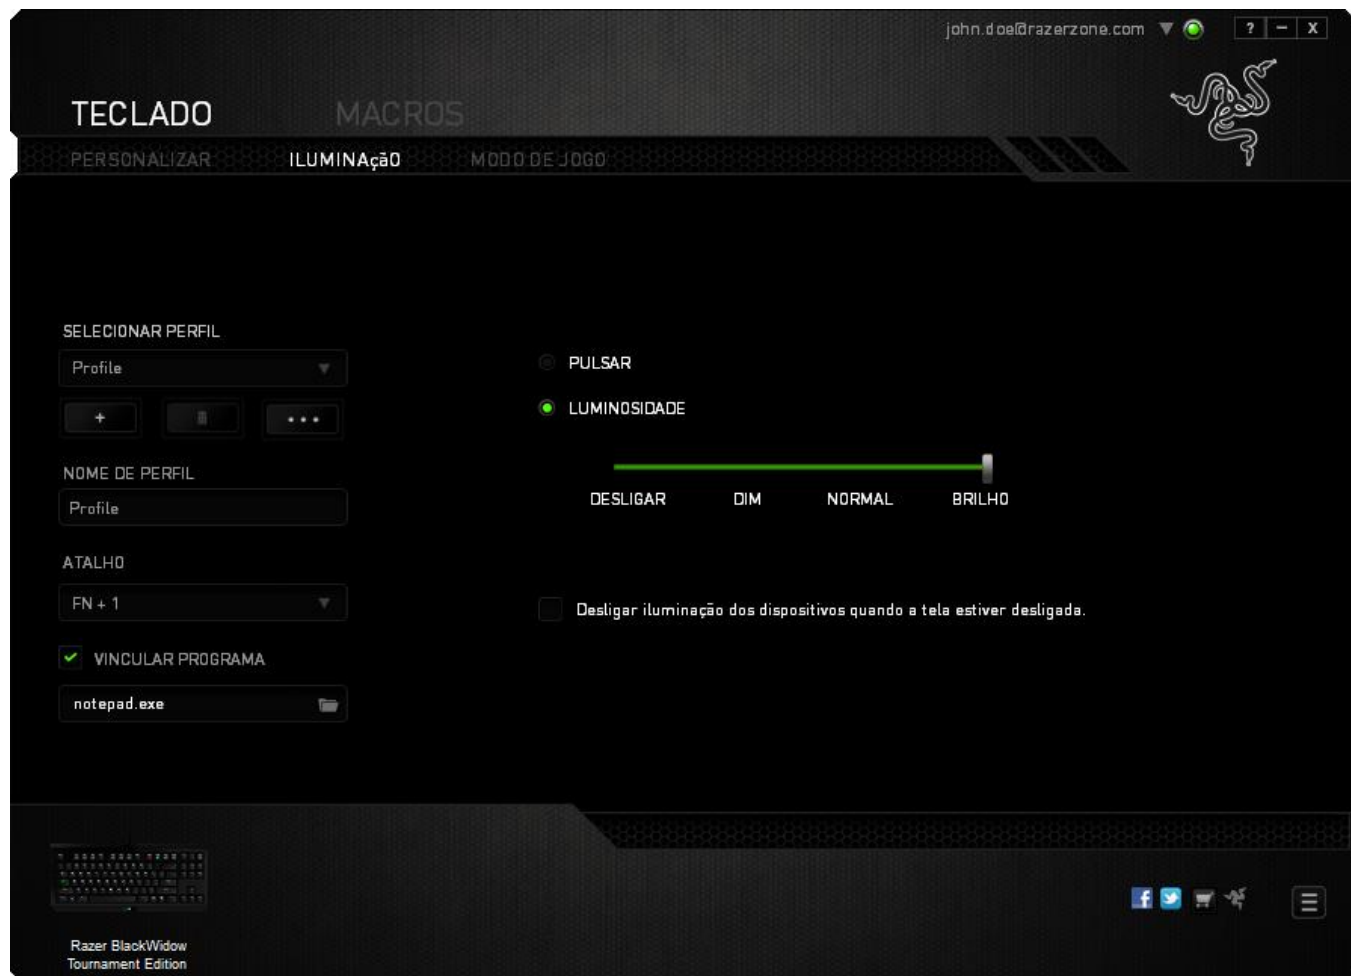 john.doe@razerzone.com
? – X
TECLADO
MACROS
PERSONALIZAR
ILUMINAção
MODO DE JOGO
SELECIONAR PERFIL
Profile
+
NOME DE PERFIL
Profile
ATALHO
FN + 1
VINCULAR PROGRAMA
notepad.exe
PULSAR
LUMINOSIDADE
DESLIGAR DIM NORMAL BRILHO
Desligar iluminação dos dispositivos quando a tela estiver desligada.
Razer BlackWidow
Tournament Edition